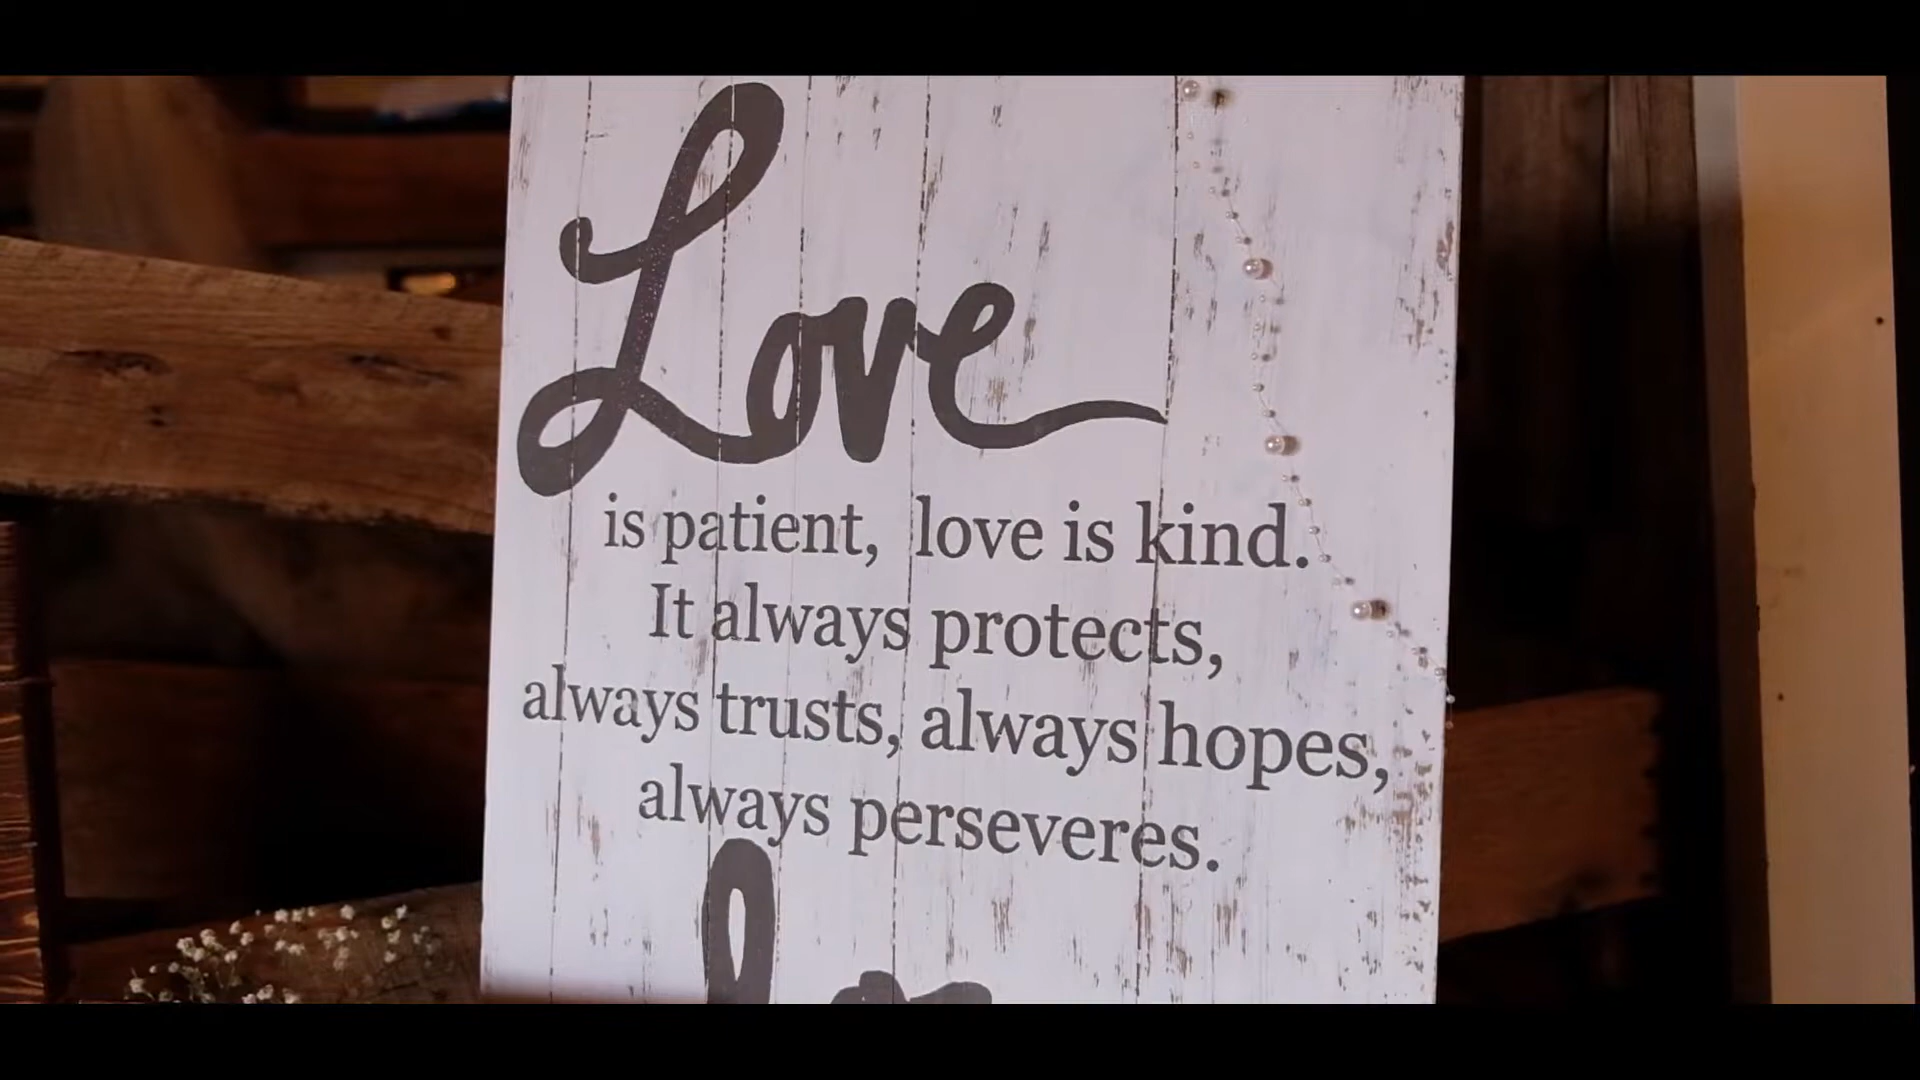 Love
is patient, love is kind.
It always protects,
always trusts, always hopes,
always perseveres.